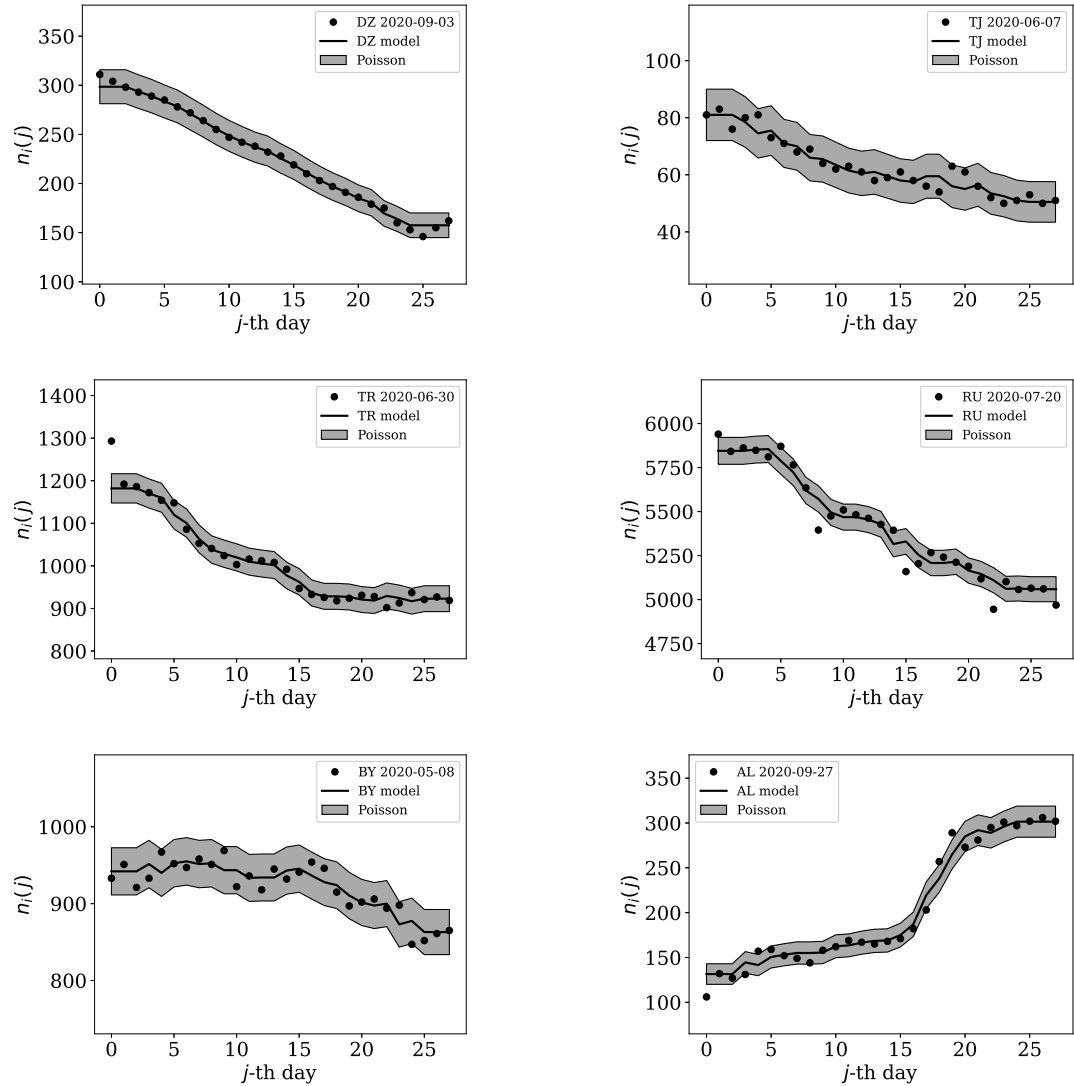 DZ 2020-09-03
DZ model
Poisson
350
300
250
200
150
100
n_i(j)
0 5 10 15 20 25
j-th day
TJ 2020-06-07
TJ model
Poisson
100
80
60
40
n_i(j)
0 5 10 15 20 25
j-th day
TR 2020-06-30
TR model
Poisson
1400
1300
1200
1100
1000
900
800
n_i(j)
0 5 10 15 20 25
j-th day
RU 2020-07-20
RU model
Poisson
6000
5750
5500
5250
5000
4750
n_i(j)
0 5 10 15 20 25
j-th day
BY 2020-05-08
BY model
Poisson
1000
900
800
n_i(j)
0 5 10 15 20 25
j-th day
AL 2020-09-27
AL model
Poisson
350
300
250
200
150
100
n_i(j)
0 5 10 15 20 25
j-th day